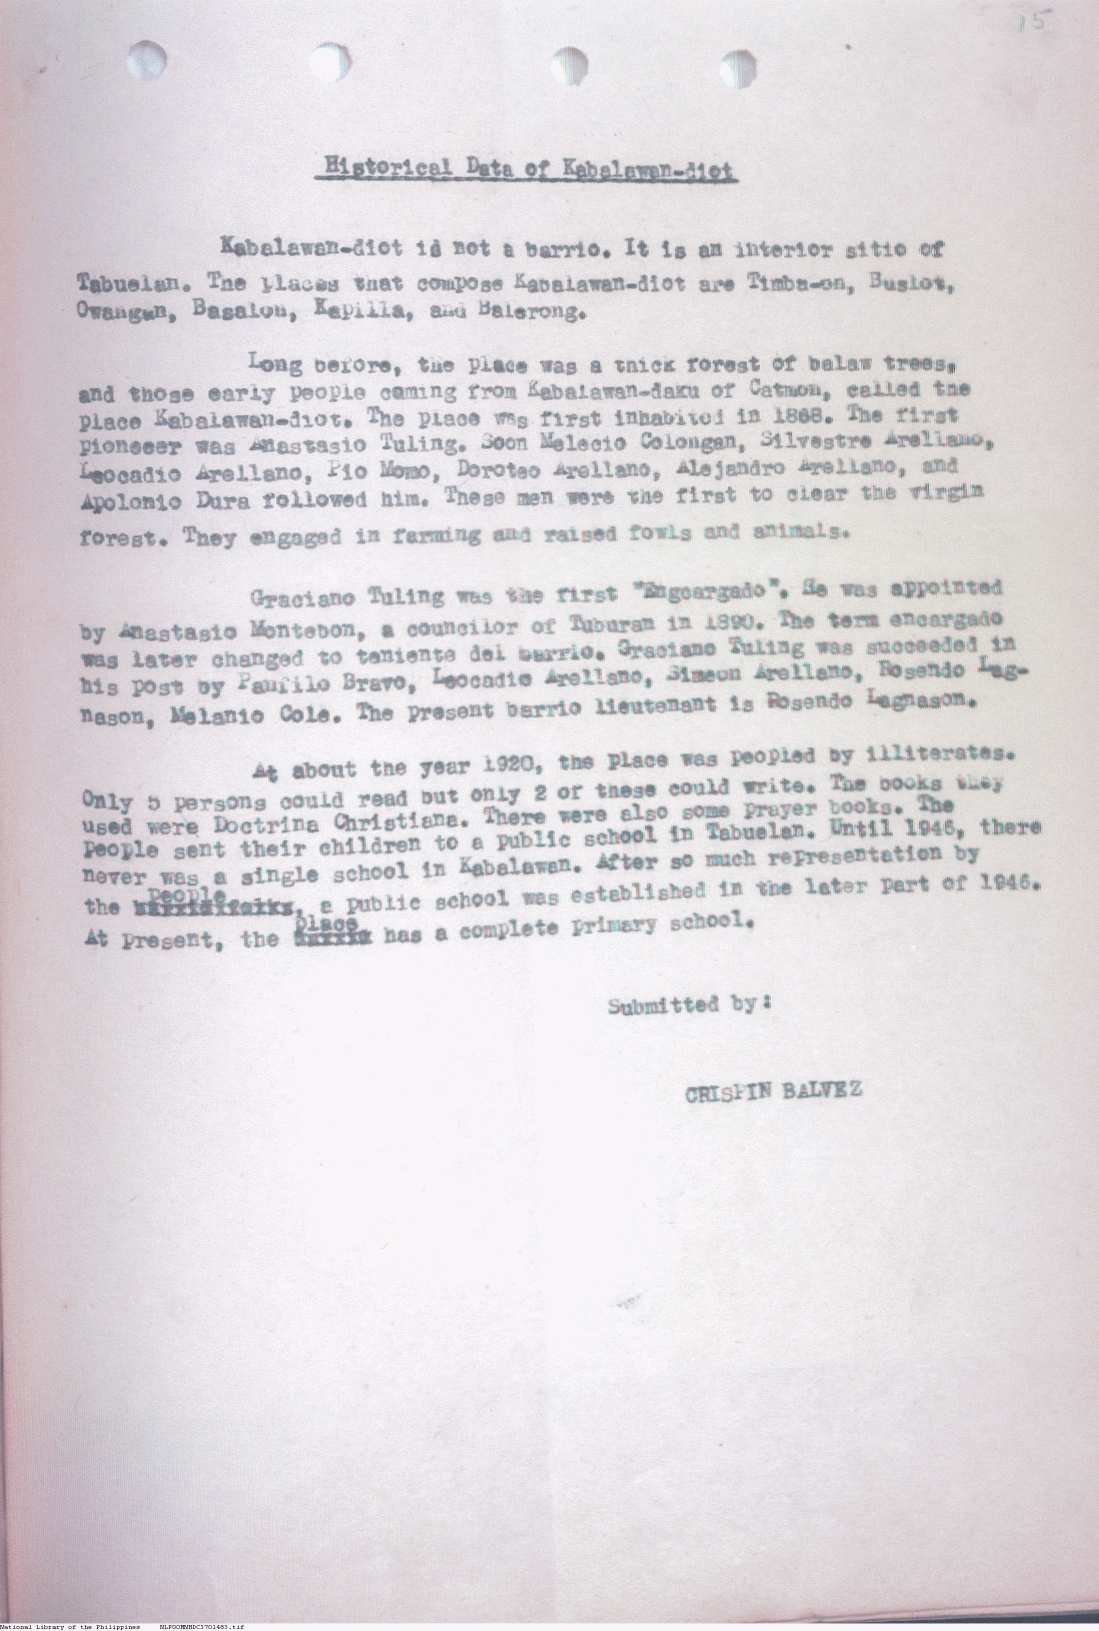 15
Historical Data of Kabalawan-diot
Kabalawan-diot id not a barrio. It is an interior sitio of
Tabuelan. The places that compose Kabalawan-diot are Timba-on, Buslot,
Owangan, Basalon, Kapilla, and Balerong.
Long before, the place was a thick forest of balaw trees,
and those early people coming from Kabalawan-daku of Catmon, called the
place Kabalawan-diot. The place was first inhabited in 1868. The first
pioneeer was Anastasio Tuling. Soon Melecio Colongan, Silvestre Arellano,
Leocadio Arellano, Pio Momo, Doroteo Arellano, Alejandro Arellano, and
Apolonio Dura followed him. These men were the first to clear the virgin
forest. They engaged in farming and raised fowls and animals.
Graciano Tuling was the first "Engcargado". He was appointed
by Anastasio Montebon, a councilor of Tuburan in 1890. The term encargado
was later changed to teniente del barrio. Graciano Tuling was succeeded in
his post by Panfilo Bravo, Leocadio Arellano, Simeon Arellano, Rosendo Lag-
nason, Melanio Cole. The present barrio lieutenant is Rosendo Lagnason.
At about the year 1920, the place was peopled by illiterates.
Only 5 persons could read but only 2 of these could write. The books they
used were Doctrina Christiana. There were also some prayer books. The
people sent their children to a public school in Tabuelan. Until 1946, there
never was a single school in Kabalawan. After so much representation by
the people, a public school was established in the later part of 1946.
At present, the place has a complete primary school.
Submitted by:
CRISPIN BALVEZ
National Library of the Philippines NLPOOMNHDC3701483.tif